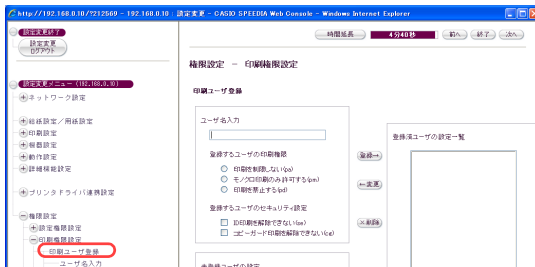 http://192.168.0.10/?212569 - 192.168.0.10 : 設定変更 - CASIO SPEEDIA Web Console - Windows Internet Explorer
設定変更終了
時間延長 4分40秒 前へ 終了 次へ
設定変更
ログアウト
権限設定 － 印刷権限設定
設定変更メニュー (192.168.0.10)
印刷ユーザ登録
ネットワーク設定
給紙設定／用紙設定
ユーザ名入力
印刷設定
登録済ユーザの設定一覧
機器設定
登録するユーザの印刷権限
登録→
動作設定
印刷を制限しない(pa)
詳細機能設定
モノクロ印刷のみ許可する(pm)
←変更
印刷を禁止する(pd)
プリンタドライバ連携設定
登録するユーザのセキュリティ設定
権限設定
ID印刷を解除できない(se)
×削除
設定権限設定
コピーガード印刷を解除できない(cg)
印刷権限設定
印刷ユーザ登録
ユーザ名入力
未登録ユーザの設定